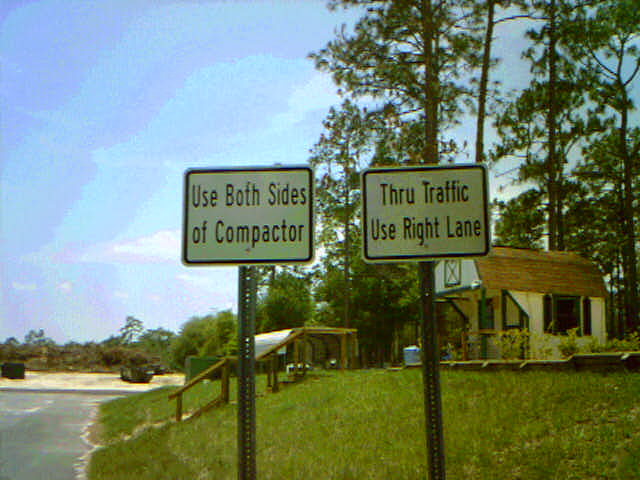 Use Both Sides
of Compactor
Thru Traffic
Use Right Lane